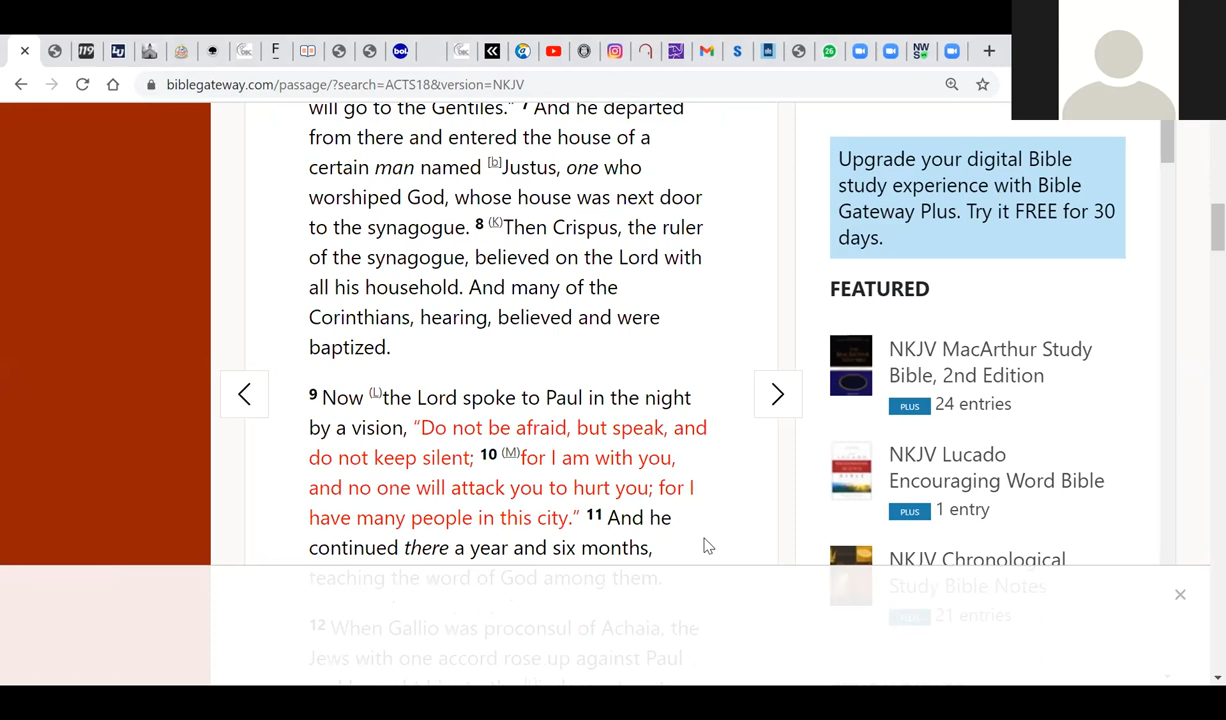 119
LU
F
bol.
S
26
NWS
biblegateway.com/passage/?search=ACTS18&version=NKJV
will go to the Gentiles.” 7 And he departed
from there and entered the house of a
certain man named [b]Justus, one who
worshiped God, whose house was next door
to the synagogue. 8 (K)Then Crispus, the ruler
of the synagogue, believed on the Lord with
all his household. And many of the
Corinthians, hearing, believed and were
baptized.
9 Now (L)the Lord spoke to Paul in the night
by a vision, “Do not be afraid, but speak, and
do not keep silent; 10 (M)for I am with you,
and no one will attack you to hurt you; for I
have many people in this city.” 11 And he
continued there a year and six months,
teaching the word of God among them.
12 When Gallio was proconsul of Achaia, the
Jews with one accord rose up against Paul
Upgrade your digital Bible
study experience with Bible
Gateway Plus. Try it FREE for 30
days.
FEATURED
NKJV MacArthur Study
Bible, 2nd Edition
PLUS 24 entries
NKJV Lucado
Encouraging Word Bible
PLUS 1 entry
NKJV Chronological
Study Bible Notes
PLUS 21 entries